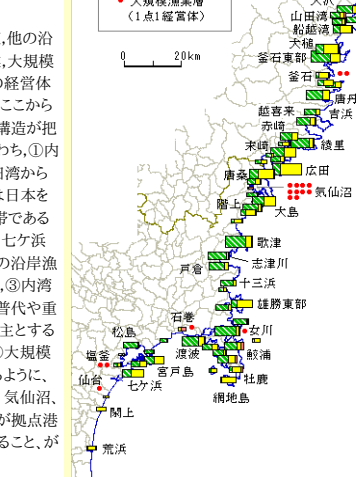 ,他の沿
,大規模
の経営体
ここから
構造が把
わち,①内
田湾から
は日本を
帯である
七ケ浜
の沿岸漁
,③内湾
普代や重
主とする
④大規模
るように、
気仙沼、
が拠点港
ること、が
大規模漁業層
（1点1経営体）
0 20km
大沢
山田湾
船越湾
大槌
釜石東部
釜石
唐丹
吉浜
越喜来
赤崎
綾里
末崎
広田
唐桑
気仙沼
階上
大島
歌津
志津川
戸倉
十三浜
雄勝東部
石巻
女川
松島
渡波
鮫浦
塩釜
宮戸島
仙台
七ケ浜
牡鹿
網地島
閖上
荒浜